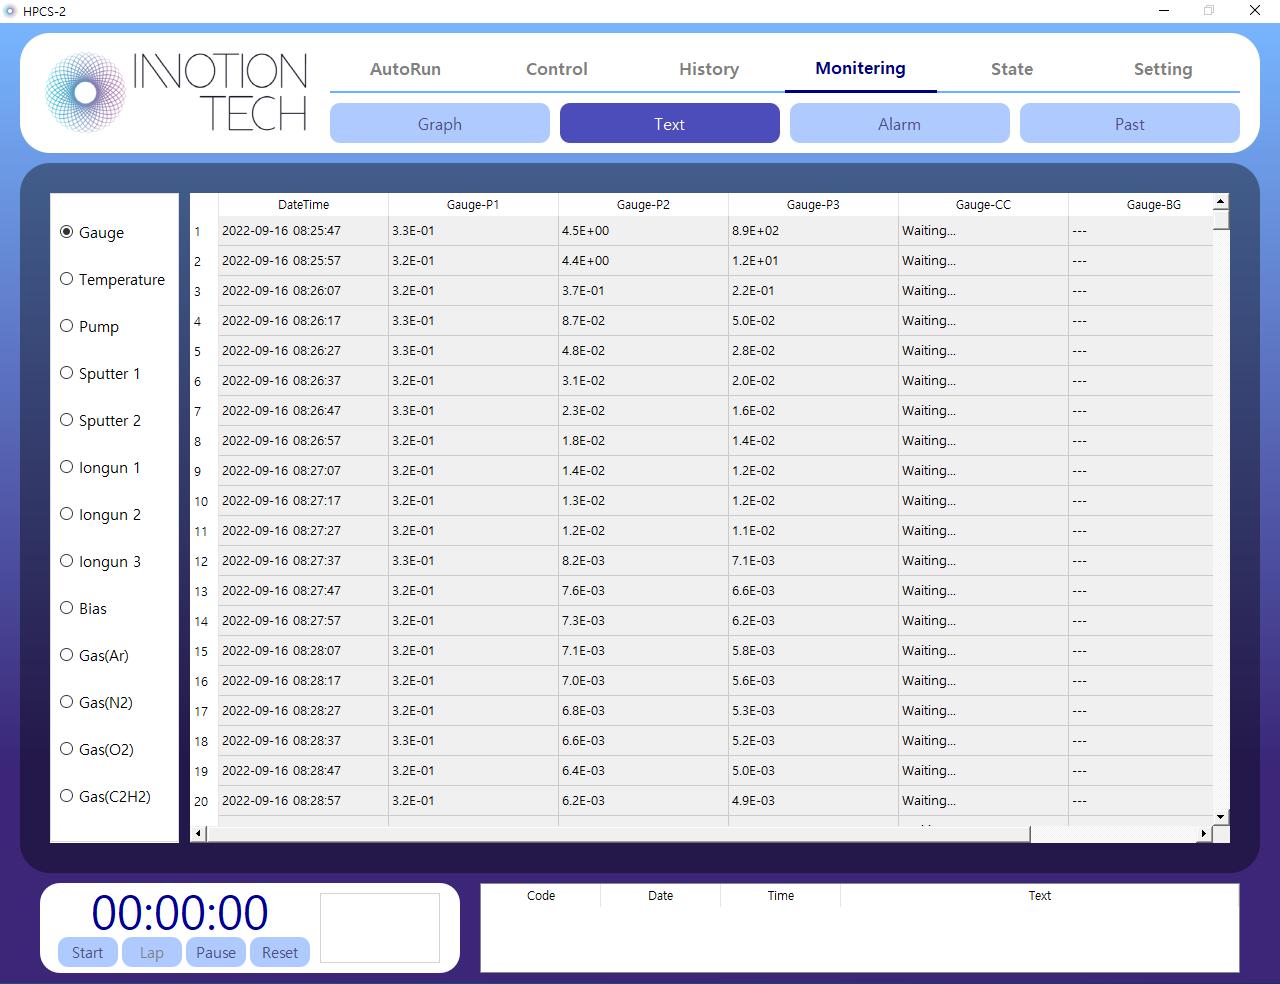 HPCS-2
INNOTION
TECH
AutoRun Control History Monitering State Setting
Graph Text Alarm Past
Gauge
Temperature
Pump
Sputter 1
Sputter 2
Iongun 1
Iongun 2
Iongun 3
Bias
Gas(Ar)
Gas(N2)
Gas(O2)
Gas(C2H2)
DateTime Gauge-P1 Gauge-P2 Gauge-P3 Gauge-CC Gauge-BG
1 2022-09-16 08:25:47 3.3E-01 4.5E+00 8.9E+02 Waiting... ---
2 2022-09-16 08:25:57 3.2E-01 4.4E+00 1.2E+01 Waiting... ---
3 2022-09-16 08:26:07 3.2E-01 3.7E-01 2.2E-01 Waiting... ---
4 2022-09-16 08:26:17 3.3E-01 8.7E-02 5.0E-02 Waiting... ---
5 2022-09-16 08:26:27 3.3E-01 4.8E-02 2.8E-02 Waiting... ---
6 2022-09-16 08:26:37 3.2E-01 3.1E-02 2.0E-02 Waiting... ---
7 2022-09-16 08:26:47 3.3E-01 2.3E-02 1.6E-02 Waiting... ---
8 2022-09-16 08:26:57 3.2E-01 1.8E-02 1.4E-02 Waiting... ---
9 2022-09-16 08:27:07 3.2E-01 1.4E-02 1.2E-02 Waiting... ---
10 2022-09-16 08:27:17 3.2E-01 1.3E-02 1.2E-02 Waiting... ---
11 2022-09-16 08:27:27 3.2E-01 1.2E-02 1.1E-02 Waiting... ---
12 2022-09-16 08:27:37 3.3E-01 8.2E-03 7.1E-03 Waiting... ---
13 2022-09-16 08:27:47 3.2E-01 7.6E-03 6.6E-03 Waiting... ---
14 2022-09-16 08:27:57 3.2E-01 7.3E-03 6.2E-03 Waiting... ---
15 2022-09-16 08:28:07 3.2E-01 7.1E-03 5.8E-03 Waiting... ---
16 2022-09-16 08:28:17 3.2E-01 7.0E-03 5.6E-03 Waiting... ---
17 2022-09-16 08:28:27 3.2E-01 6.8E-03 5.3E-03 Waiting... ---
18 2022-09-16 08:28:37 3.3E-01 6.6E-03 5.2E-03 Waiting... ---
19 2022-09-16 08:28:47 3.2E-01 6.4E-03 5.0E-03 Waiting... ---
20 2022-09-16 08:28:57 3.2E-01 6.2E-03 4.9E-03 Waiting... ---
00:00:00
Start Lap Pause Reset
Code Date Time Text